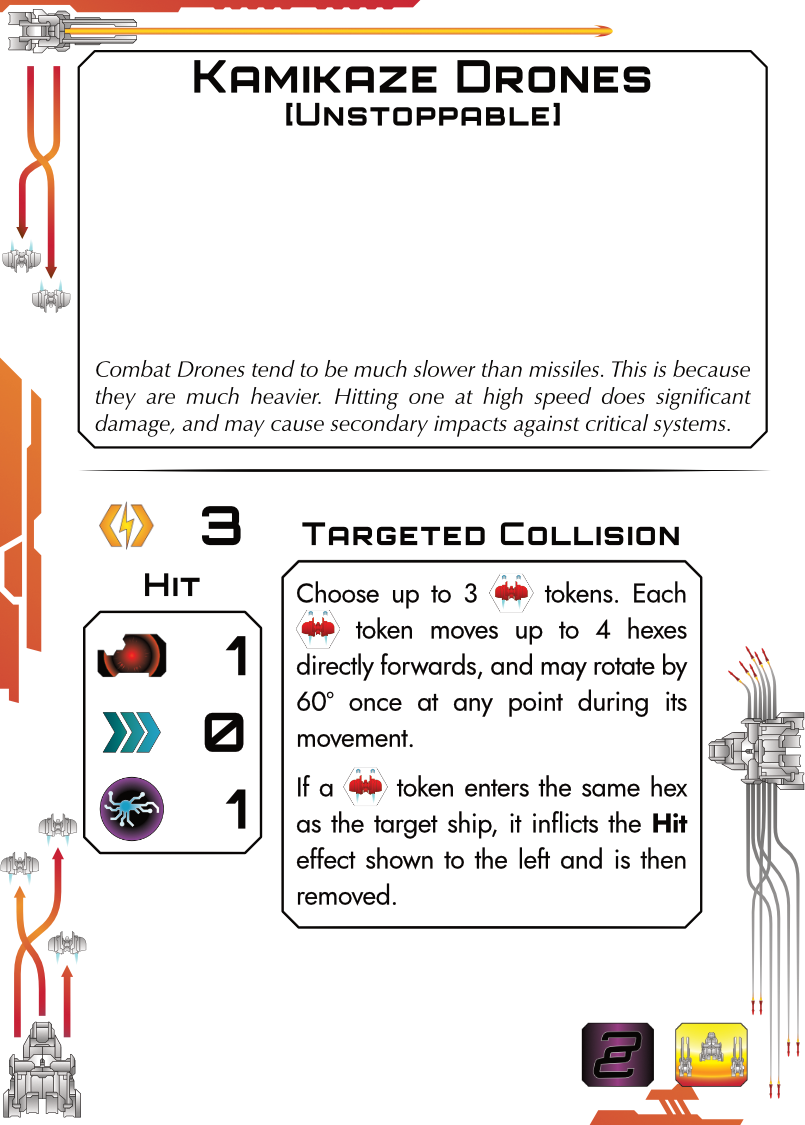 Kamikaze Drones
[Unstoppable]
Combat Drones tend to be much slower than missiles. This is because
they are much heavier. Hitting one at high speed does significant
damage, and may cause secondary impacts against critical systems.
3
Hit
1
0
1
Targeted Collision
Choose up to 3 tokens. Each
token moves up to 4 hexes
directly forwards, and may rotate by
60° once at any point during its
movement.
If a token enters the same hex
as the target ship, it inflicts the Hit
effect shown to the left and is then
removed.
2